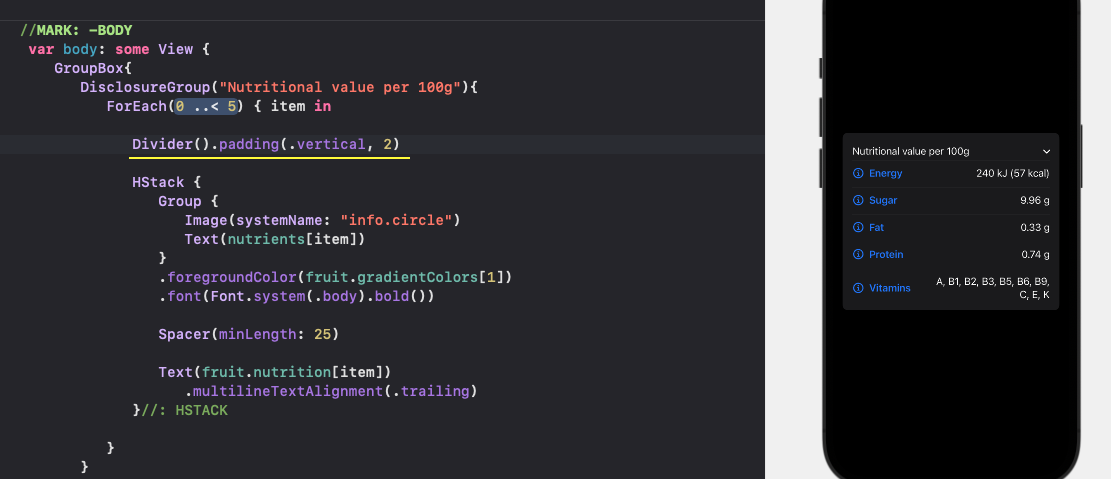 //MARK: -BODY
var body: some View {
GroupBox{
DisclosureGroup("Nutritional value per 100g"){
ForEach(0 ..< 5) { item in
Divider().padding(.vertical, 2)
HStack {
Group {
Image(systemName: "info.circle")
Text(nutrients[item])
}
.foregroundColor(fruit.gradientColors[1])
.font(Font.system(.body).bold())
Spacer(minLength: 25)
Text(fruit.nutrition[item])
.multilineTextAlignment(.trailing)
}//: HSTACK
}
}
Nutritional value per 100g
Energy 240 kJ (57 kcal)
Sugar 9.96 g
Fat 0.33 g
Protein 0.74 g
Vitamins A, B1, B2, B3, B5, B6, B9,
C, E, K